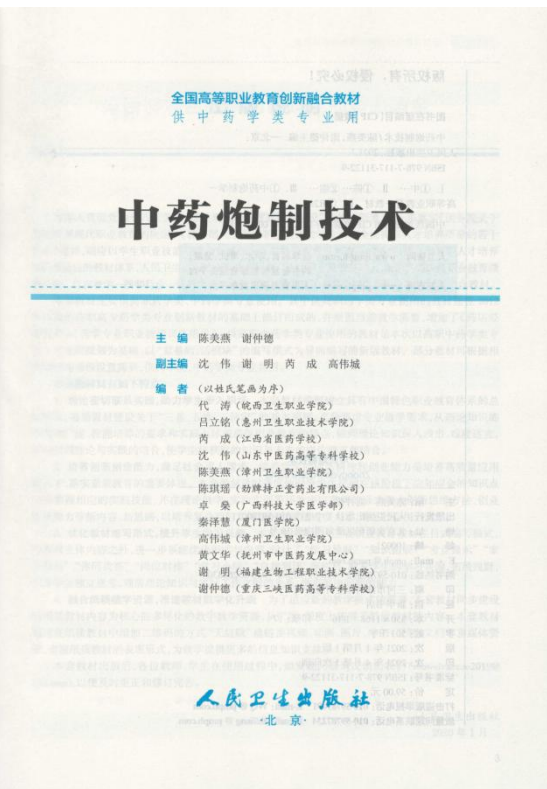 全国高等职业教育创新融合教材
供中药学类专业用
中药炮制技术
主 编 陈美燕 谢仲德
副主编 沈 伟 谢 明 芮 成 高伟城
编 者 (以姓氏笔画为序)
代 涛(皖西卫生职业学院)
吕立铭(惠州卫生职业技术学院)
芮 成(江西省医药学校)
沈 伟(山东中医药高等专科学校)
陈美燕(漳州卫生职业学院)
陈琪瑶(劲牌持正堂药业有限公司)
卓 燊(广西科技大学医学部)
秦泽慧(厦门医学院)
高伟城(漳州卫生职业学院)
黄文华(抚州市中医药发展中心)
谢 明(福建生物工程职业技术学院)
谢仲德(重庆三峡医药高等专科学校)
人民卫生出版社
·北 京·